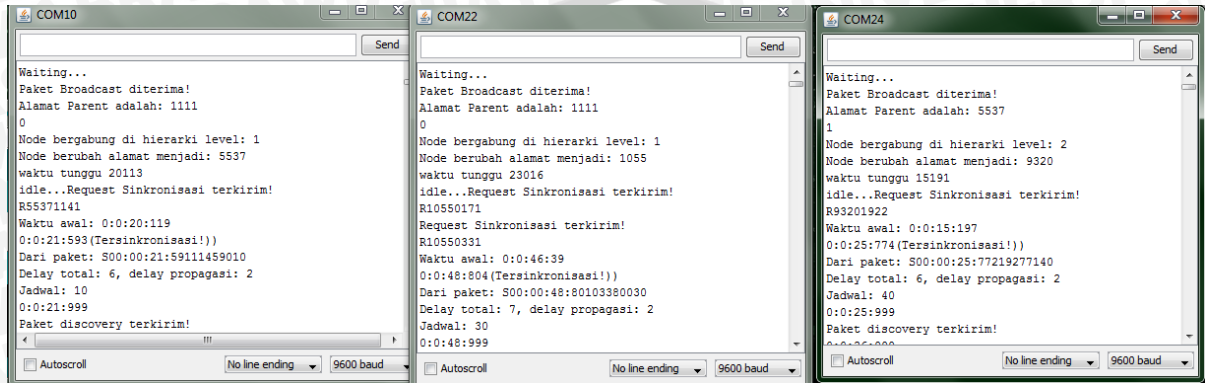 COM10
Send
Waiting...
Paket Broadcast diterima!
Alamat Parent adalah: 1111
0
Node bergabung di hierarki level: 1
Node berubah alamat menjadi: 5537
waktu tunggu 20113
idle...Request Sinkronisasi terkirim!
R55371141
Waktu awal: 0:0:20:119
0:0:21:593(Tersinkronisasi!))
Dari paket: S00:00:21:59111459010
Delay total: 6, delay propagasi: 2
Jadwal: 10
0:0:21:999
Paket discovery terkirim!
Autoscroll
No line ending
9600 baud
COM22
Send
Waiting...
Paket Broadcast diterima!
Alamat Parent adalah: 1111
0
Node bergabung di hierarki level: 1
Node berubah alamat menjadi: 1055
waktu tunggu 23016
idle...Request Sinkronisasi terkirim!
R10550171
Request Sinkronisasi terkirim!
R10550331
Waktu awal: 0:0:46:39
0:0:48:804(Tersinkronisasi!))
Dari paket: S00:00:48:80103380030
Delay total: 7, delay propagasi: 2
Jadwal: 30
0:0:48:999
Autoscroll
No line ending
9600 baud
COM24
Send
Waiting...
Paket Broadcast diterima!
Alamat Parent adalah: 5537
1
Node bergabung di hierarki level: 2
Node berubah alamat menjadi: 9320
waktu tunggu 15191
idle...Request Sinkronisasi terkirim!
R93201922
Waktu awal: 0:0:15:197
0:0:25:774(Tersinkronisasi!))
Dari paket: S00:00:25:77219277140
Delay total: 6, delay propagasi: 2
Jadwal: 40
0:0:25:999
Paket discovery terkirim!
Autoscroll
No line ending
9600 baud